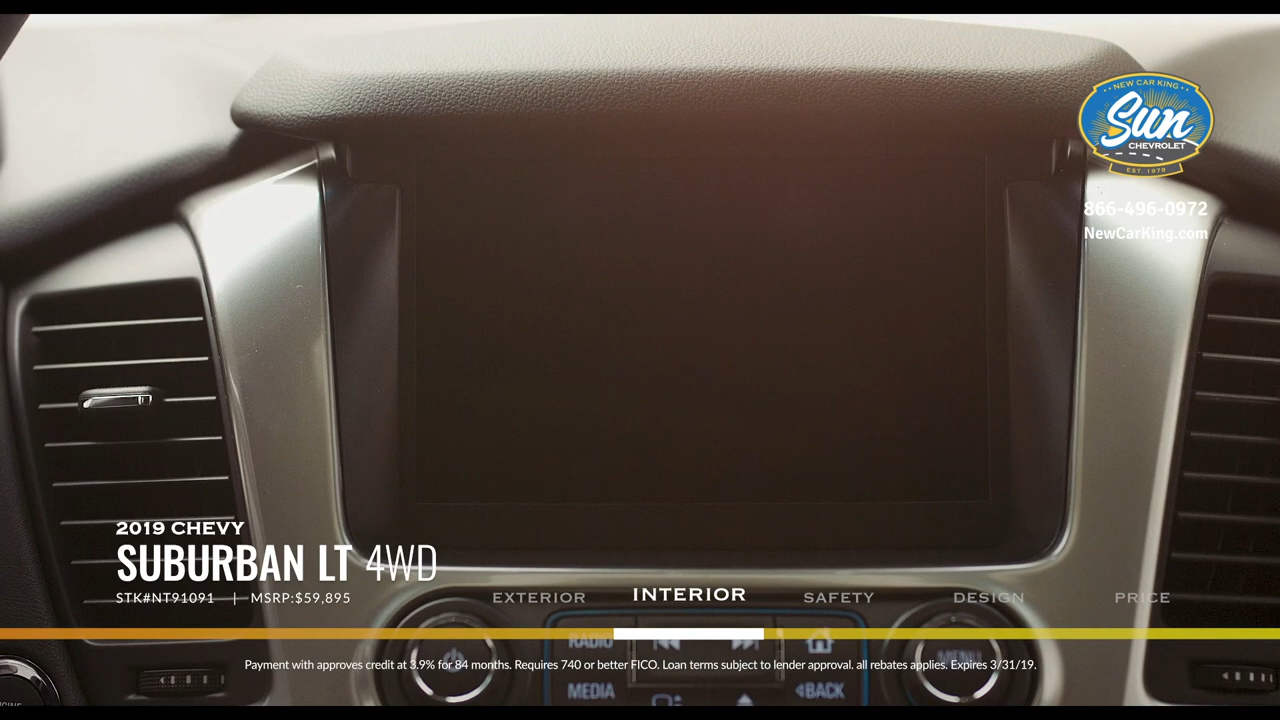 NEW CAR KING
Sun
CHEVROLET
EST. 1978
866-496-0972
NewCarKing.com
2019 CHEVY
SUBURBAN LT 4WD
STK#NT91091 | MSRP:$59,895
EXTERIOR INTERIOR SAFETY DESIGN PRICE
RADIO MENU
Payment with approves credit at 3.9% for 84 months. Requires 740 or better FICO. Loan terms subject to lender approval. all rebates applies. Expires 3/31/19.
MEDIA BACK